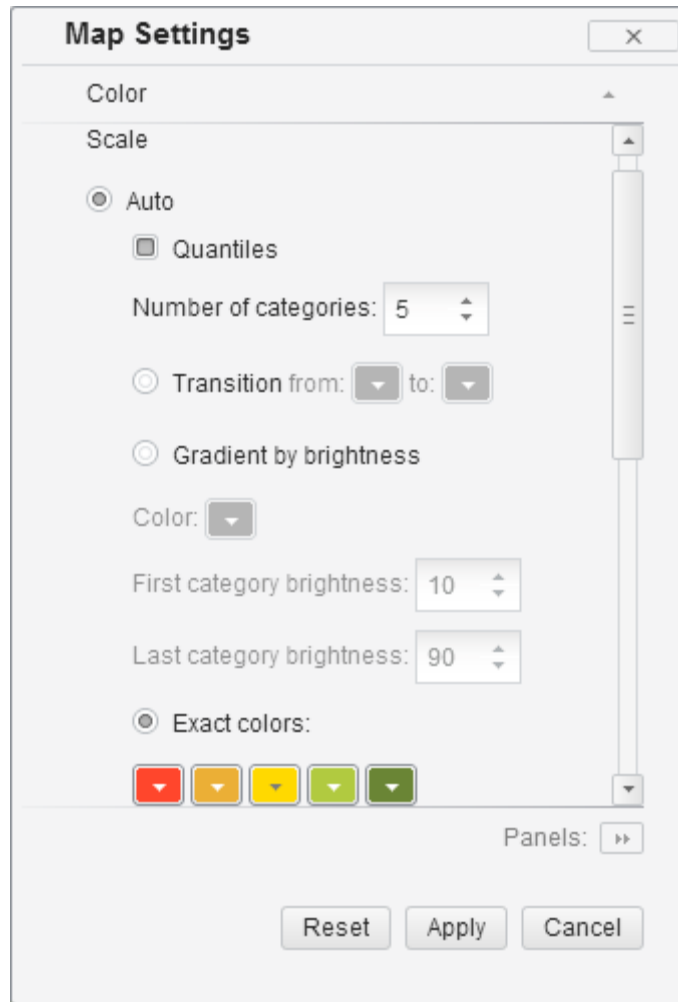 Map Settings
Color
Scale
Auto
Quantiles
Number of categories: 5
Transition from: to:
Gradient by brightness
Color:
First category brightness: 10
Last category brightness: 90
Exact colors:
Panels:
Reset Apply Cancel